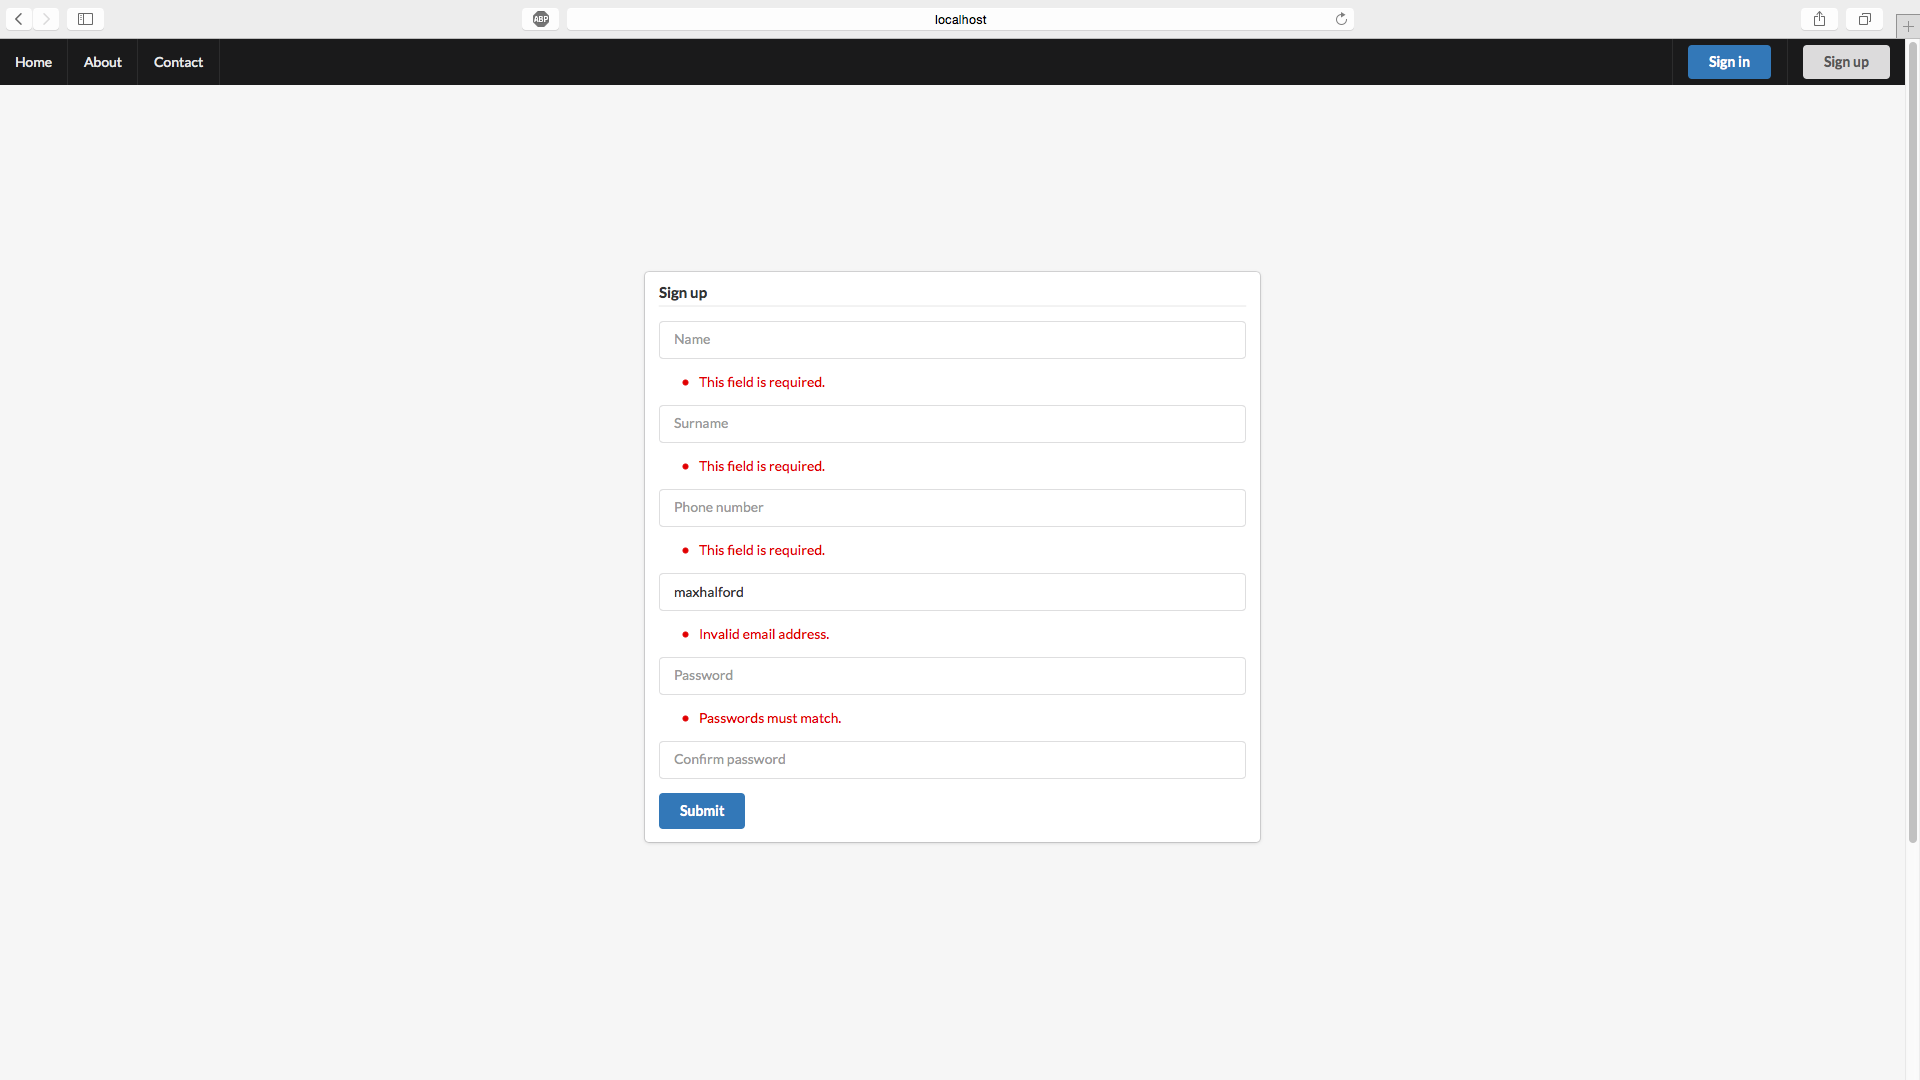 ABP
localhost
Home
About
Contact
Sign in
Sign up
Sign up
Name
This field is required.
Surname
This field is required.
Phone number
This field is required.
maxhalford
Invalid email address.
Password
Passwords must match.
Confirm password
Submit